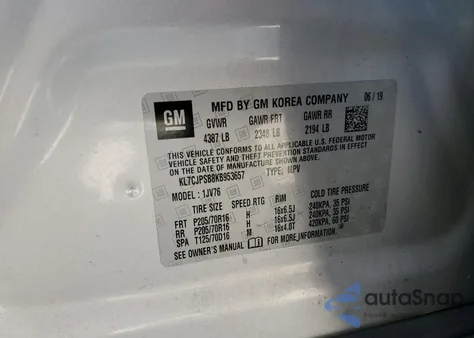 GM
MFD BY GM KOREA COMPANY 06/19
GVWR GAWR FRT GAWR RR
4387 LB 2348 LB 2194 LB
THIS VEHICLE CONFORMS TO ALL APPLICABLE U.S. FEDERAL MOTOR
VEHICLE SAFETY, BUMPER, AND THEFT PREVENTION STANDARDS IN EFFECT
ON THE DATE OF MANUFACTURE SHOWN ABOVE.
KL7CJPSB8KB953657 TYPE: MPV
MODEL: 1JV76
TIRE SIZE SPEED RTG RIM COLD TIRE PRESSURE
FRT P205/70R16 H 16x6.5J 240KPA, 35 PSI
RR P205/70R16 H 16x6.5J 240KPA, 35 PSI
SPA T125/70D16 M 16x4.0T 420KPA, 60 PSI
SEE OWNER'S MANUAL FOR MORE INFORMATION.
autoSnap